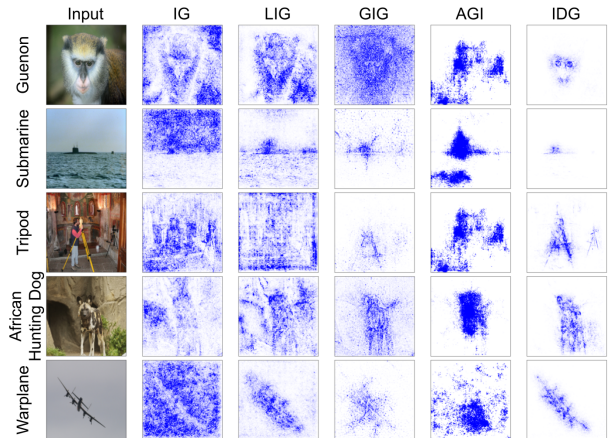 Input IG LIG GIG AGI IDG
Guenon
Submarine
Tripod
African
Hunting Dog
Warplane